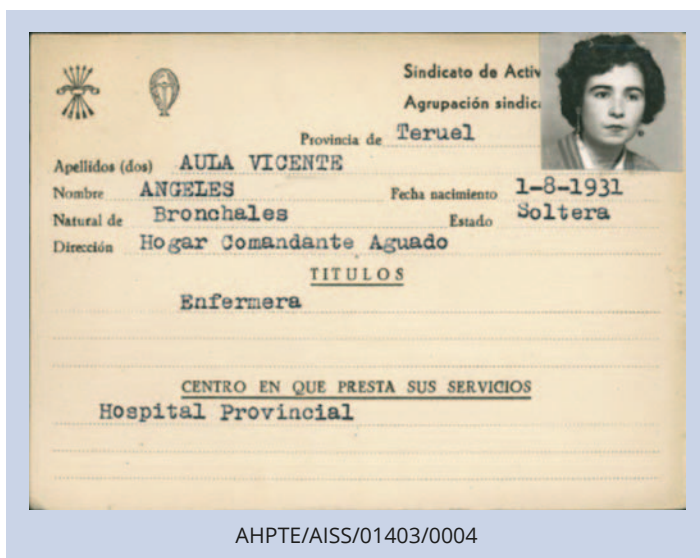 Sindicato de Activ
Agrupación sindica
Provincia de Teruel
Apellidos (dos) AULA VICENTE
Nombre ANGELES Fecha nacimiento 1-8-1931
Natural de Bronchales Estado Soltera
Dirección Hogar Comandante Aguado
TITULOS
Enfermera
CENTRO EN QUE PRESTA SUS SERVICIOS
Hospital Provincial
AHPTE/AISS/01403/0004